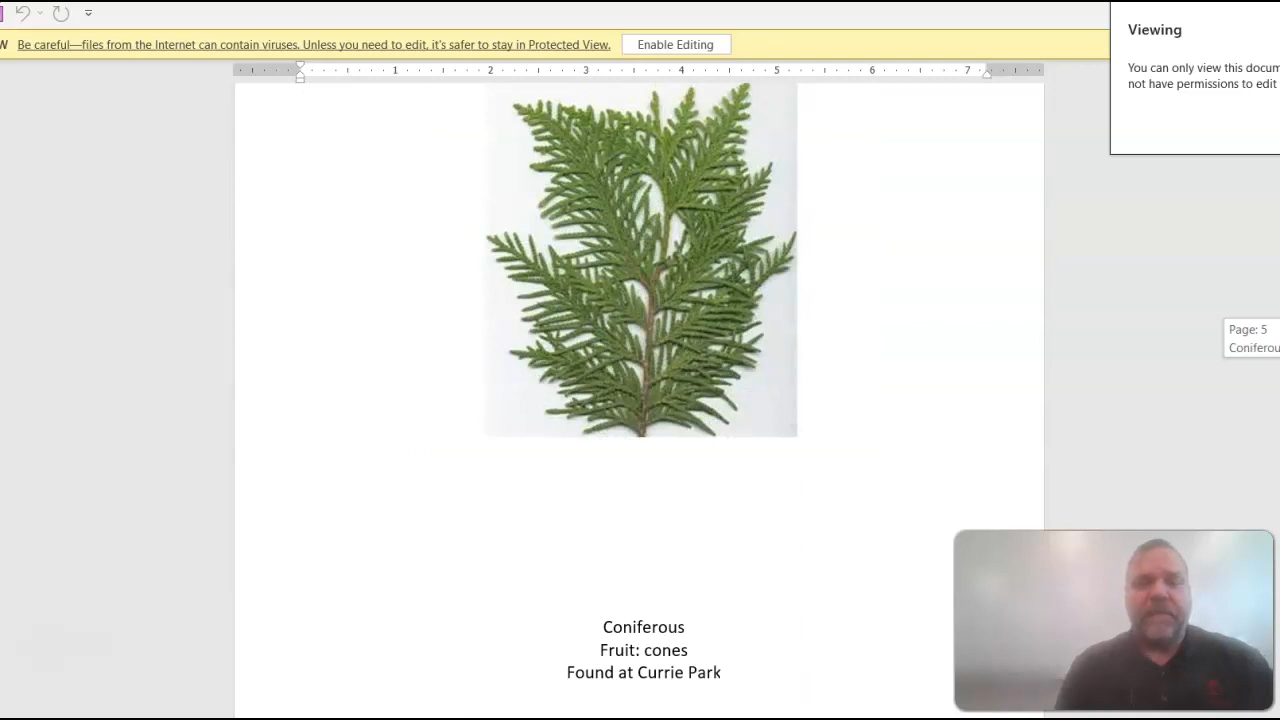 W Be careful—files from the Internet can contain viruses. Unless you need to edit, it's safer to stay in Protected View. Enable Editing
Viewing
You can only view this docum
not have permissions to edit
1 2 3 4 5 6 7
Page: 5
Coniferou
Coniferous
Fruit: cones
Found at Currie Park